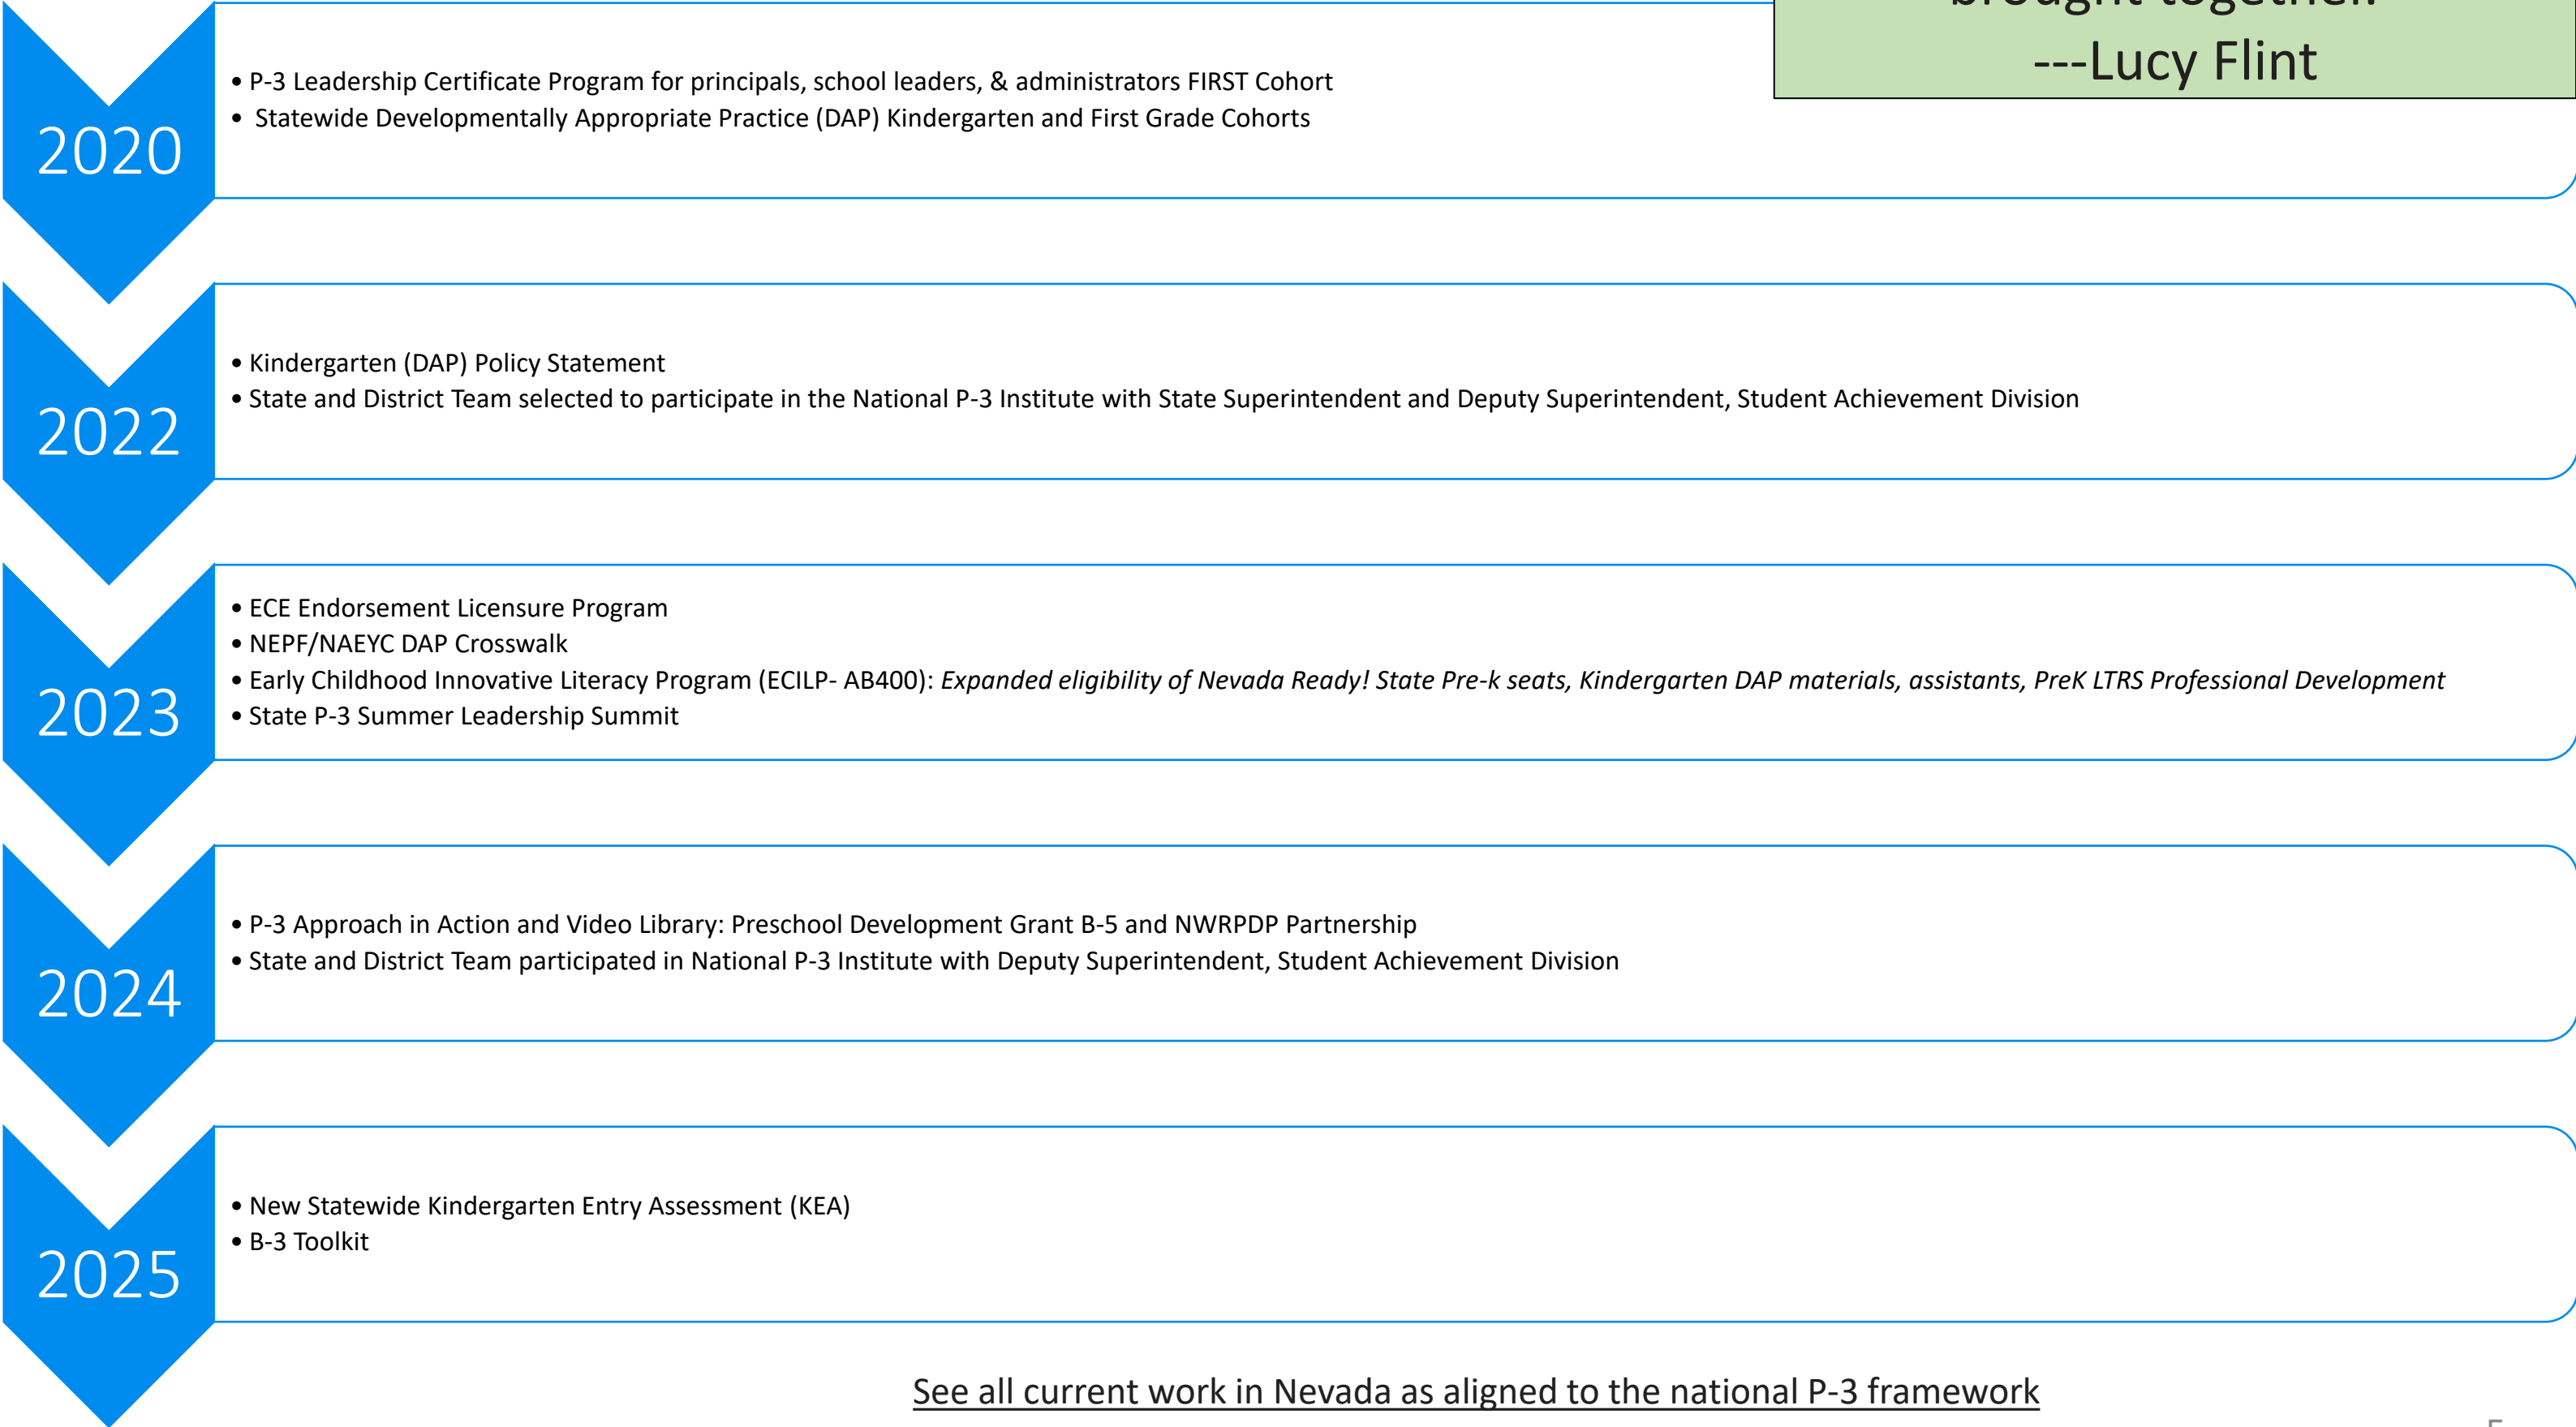 brought together.
---Lucy Flint
2020
• P-3 Leadership Certificate Program for principals, school leaders, & administrators FIRST Cohort
• Statewide Developmentally Appropriate Practice (DAP) Kindergarten and First Grade Cohorts
2022
• Kindergarten (DAP) Policy Statement
• State and District Team selected to participate in the National P-3 Institute with State Superintendent and Deputy Superintendent, Student Achievement Division
2023
• ECE Endorsement Licensure Program
• NEPF/NAEYC DAP Crosswalk
• Early Childhood Innovative Literacy Program (ECILP- AB400): Expanded eligibility of Nevada Ready! State Pre-k seats, Kindergarten DAP materials, assistants, PreK LTRS Professional Development
• State P-3 Summer Leadership Summit
2024
• P-3 Approach in Action and Video Library: Preschool Development Grant B-5 and NWRPDP Partnership
• State and District Team participated in National P-3 Institute with Deputy Superintendent, Student Achievement Division
2025
• New Statewide Kindergarten Entry Assessment (KEA)
• B-3 Toolkit
See all current work in Nevada as aligned to the national P-3 framework